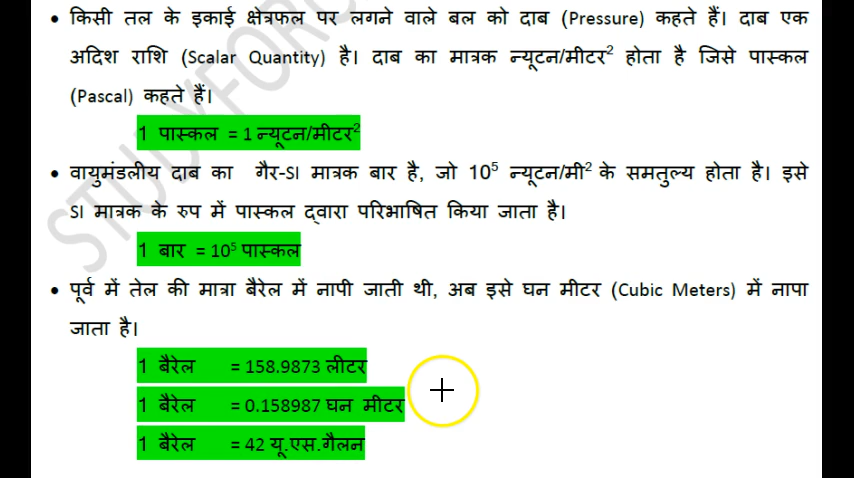 • किसी तल के इकाई क्षेत्रफल पर लगने वाले बल को दाब (Pressure) कहते हैं। दाब एक
अदिश राशि (Scalar Quantity) है। दाब का मात्रक न्यूटन/मीटर² होता है जिसे पास्कल
(Pascal) कहते हैं।
1 पास्कल = 1 न्यूटन/मीटर²
• वायुमंडलीय दाब का गैर-SI मात्रक बार है, जो 10⁵ न्यूटन/मी² के समतुल्य होता है। इसे
SI मात्रक के रुप में पास्कल द्वारा परिभाषित किया जाता है।
1 बार = 10⁵ पास्कल
• पूर्व में तेल की मात्रा बैरेल में नापी जाती थी, अब इसे घन मीटर (Cubic Meters) में नापा
जाता है।
1 बैरेल = 158.9873 लीटर
1 बैरेल = 0.158987 घन मीटर
1 बैरेल = 42 यू.एस.गैलन
STUDYFOR